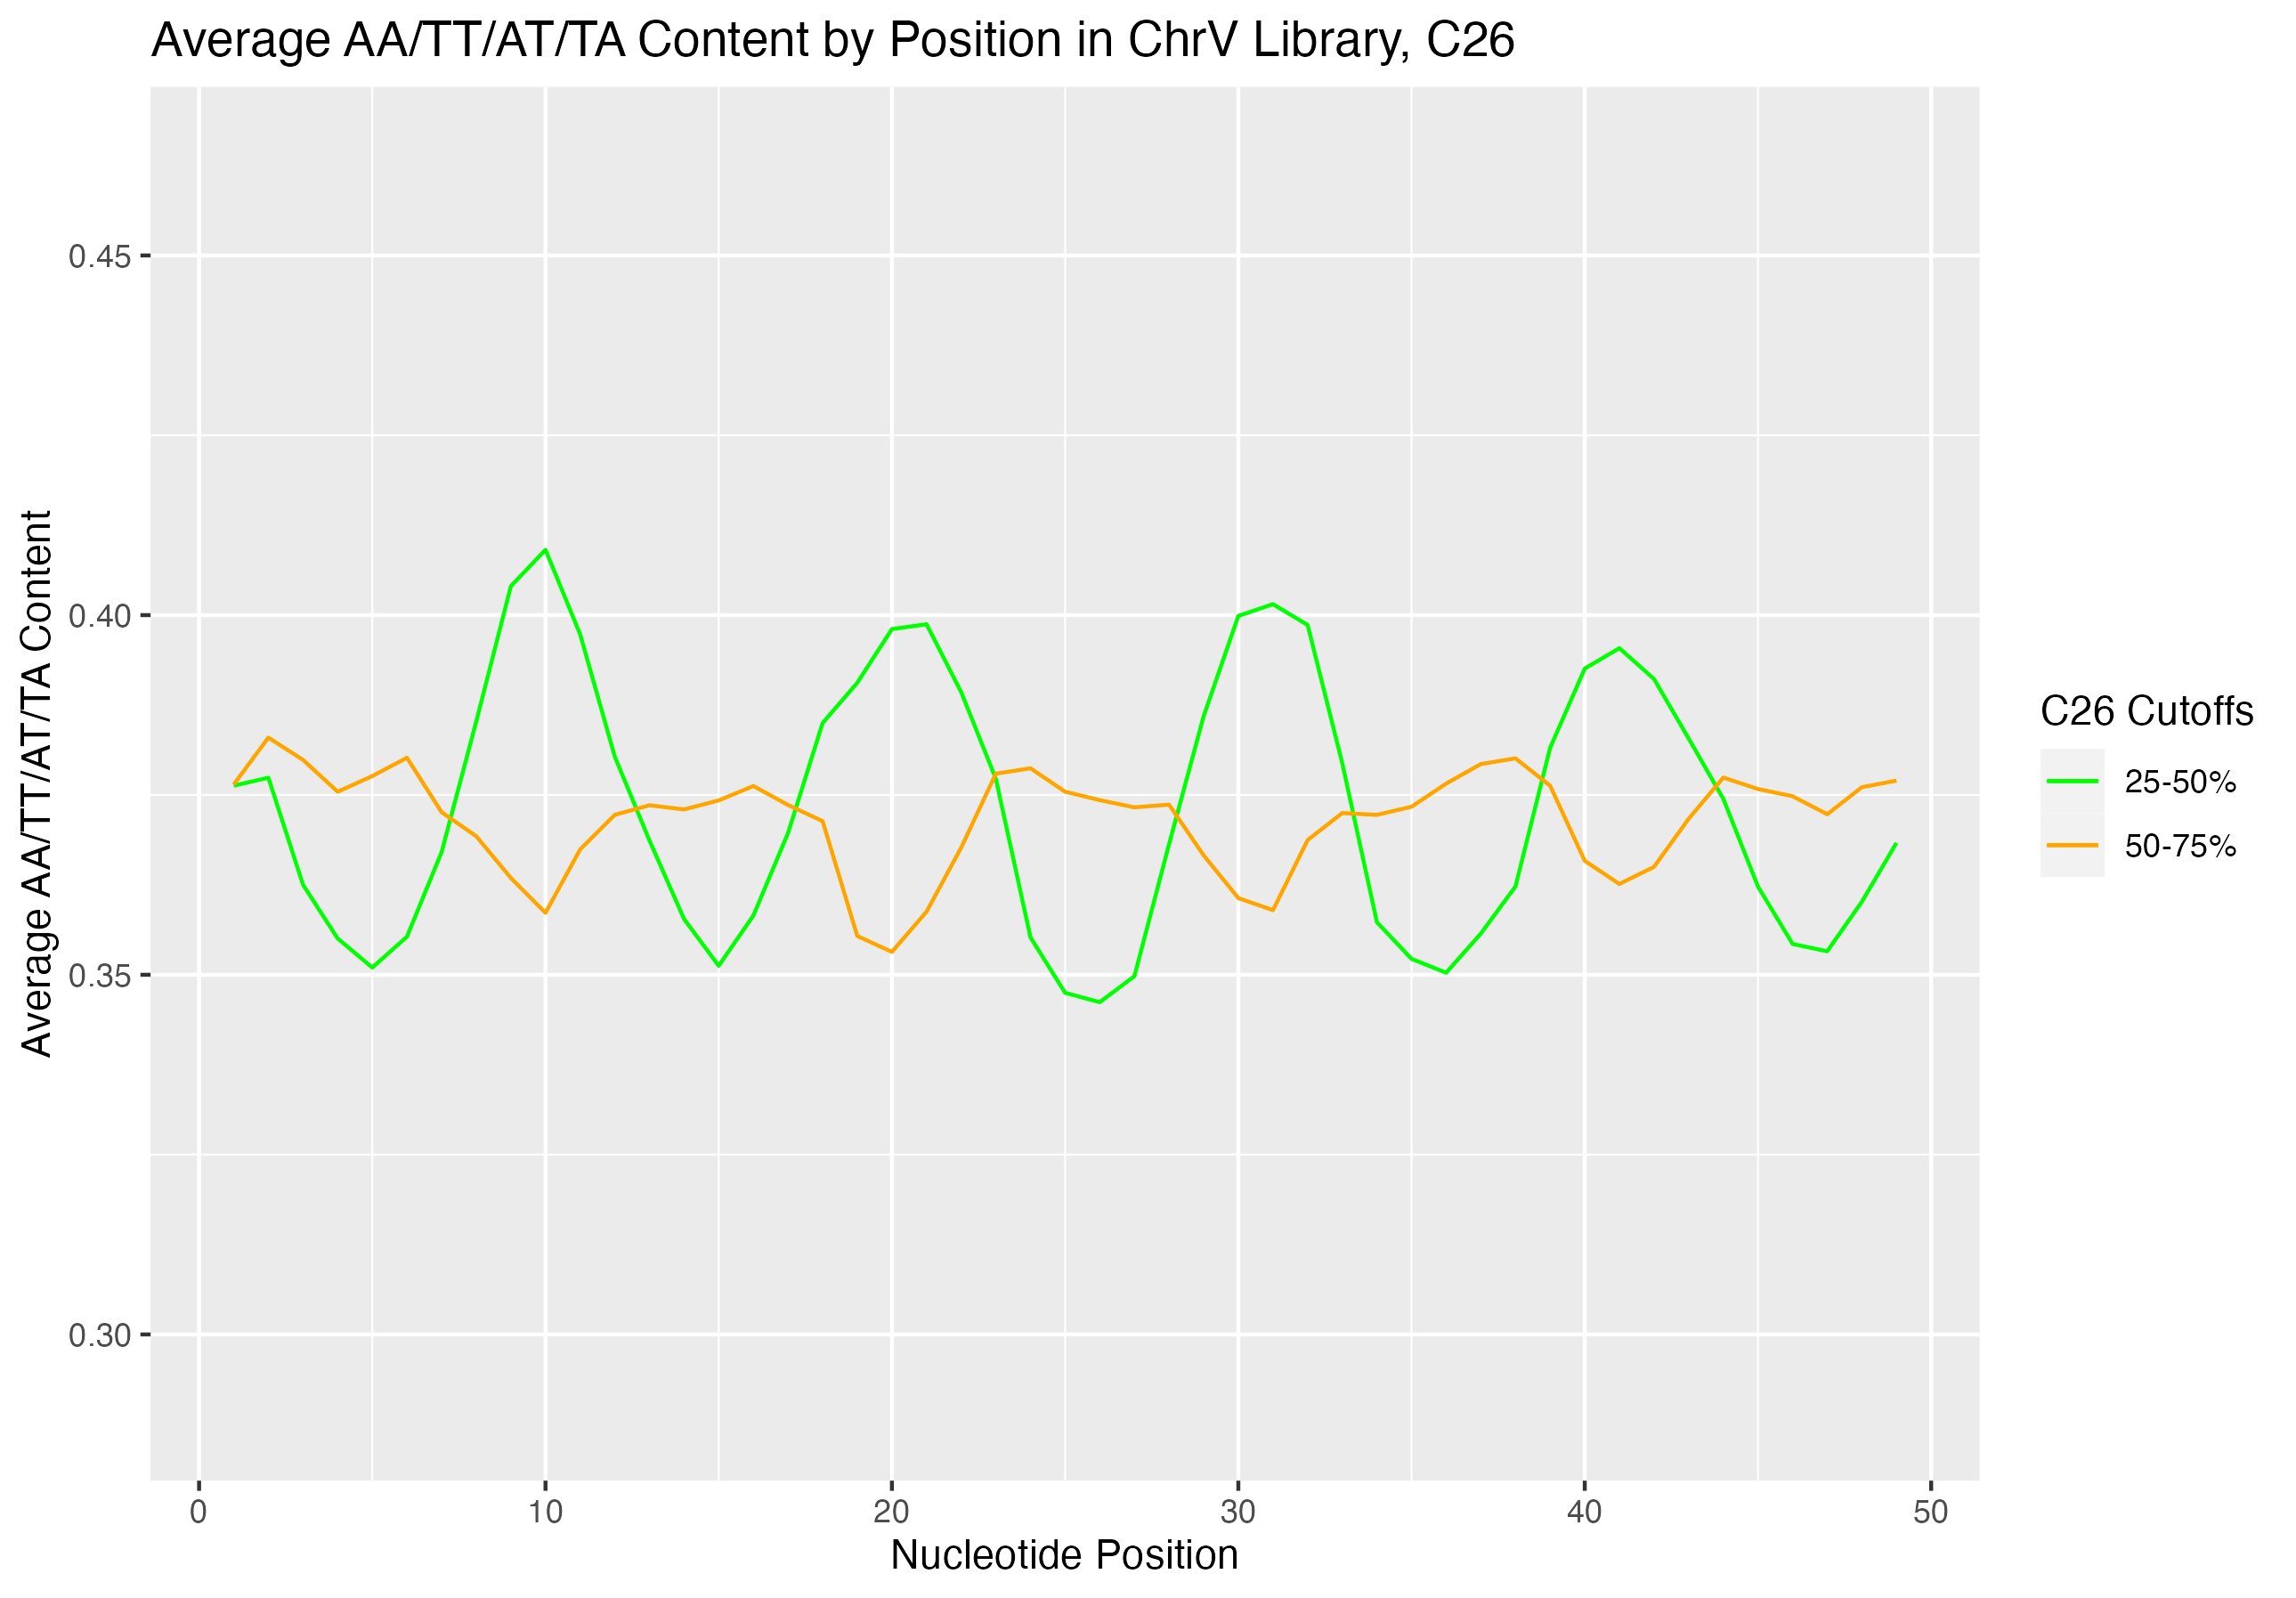 Average AA/TT/AT/TA Content by Position in ChrV Library, C26
Average AA/TT/AT/TA Content
0.45
0.40
0.35
0.30
0 10 20 30 40 50
Nucleotide Position
C26 Cutoffs
25-50%
50-75%